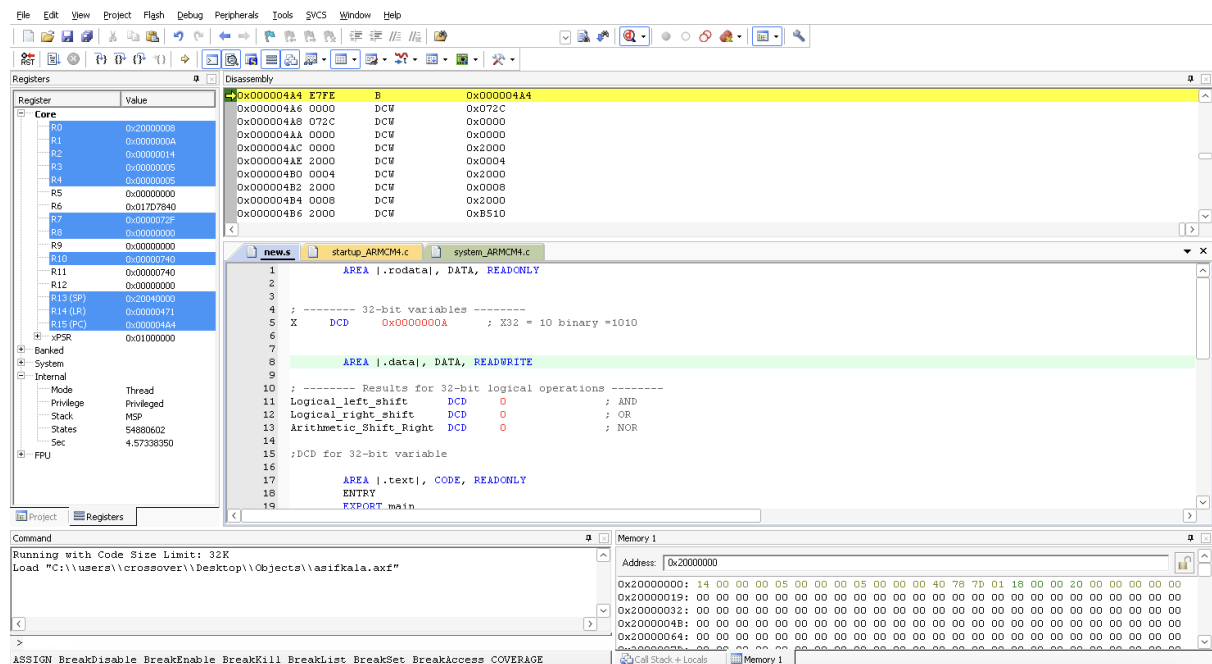 File Edit View Project Flash Debug Peripherals Tools SVCS Window Help
Registers
Register Value
Core
R0 0x20000008
R1 0x0000000A
R2 0x00000014
R3 0x00000005
R4 0x00000005
R5 0x00000000
R6 0x017D7840
R7 0x0000072F
R8 0x00000000
R9 0x00000000
R10 0x00000740
R11 0x00000740
R12 0x00000000
R13 (SP) 0x20040000
R14 (LR) 0x00000471
R15 (PC) 0x000004A4
xPSR 0x01000000
Banked
System
Internal
Mode Thread
Privilege Privileged
Stack MSP
States 54880602
Sec 4.57338350
FPU
Project Registers
Disassembly
0x000004A4 E7FE B 0x000004A4
0x000004A6 0000 DCW 0x072C
0x000004A8 072C DCW 0x0000
0x000004AA 0000 DCW 0x0000
0x000004AC 0000 DCW 0x2000
0x000004AE 2000 DCW 0x0004
0x000004B0 0004 DCW 0x2000
0x000004B2 2000 DCW 0x0008
0x000004B4 0008 DCW 0x2000
0x000004B6 2000 DCW 0xB510
new.s startup_ARMCM4.c system_ARMCM4.c
1 AREA |.rodata|, DATA, READONLY
2
3
4 ; -------- 32-bit variables --------
5 X DCD 0x0000000A ; X32 = 10 binary =1010
6
7
8 AREA |.data|, DATA, READWRITE
9
10 ; -------- Results for 32-bit logical operations --------
11 Logical_left_shift DCD 0 ; AND
12 Logical_right_shift DCD 0 ; OR
13 Arithmetic_Shift_Right DCD 0 ; NOR
14
15 ;DCD for 32-bit variable
16
17 AREA |.text|, CODE, READONLY
18 ENTRY
19 EXPORT main
Command
Running with Code Size Limit: 32K
Load "C:\\users\\crossover\\Desktop\\Objects\\asifkala.axf"
>
ASSIGN BreakDisable BreakEnable BreakKill BreakList BreakSet BreakAccess COVERAGE
Memory 1
Address: 0x20000000
0x20000000: 14 00 00 00 05 00 00 00 05 00 00 00 40 78 7D 01 18 00 00 20 00 00 00 00 00
0x20000019: 00 00 00 00 00 00 00 00 00 00 00 00 00 00 00 00 00 00 00 00 00 00 00 00 00
0x20000032: 00 00 00 00 00 00 00 00 00 00 00 00 00 00 00 00 00 00 00 00 00 00 00 00 00
0x2000004B: 00 00 00 00 00 00 00 00 00 00 00 00 00 00 00 00 00 00 00 00 00 00 00 00 00
0x20000064: 00 00 00 00 00 00 00 00 00 00 00 00 00 00 00 00 00 00 00 00 00 00 00 00 00
Call Stack + Locals Memory 1